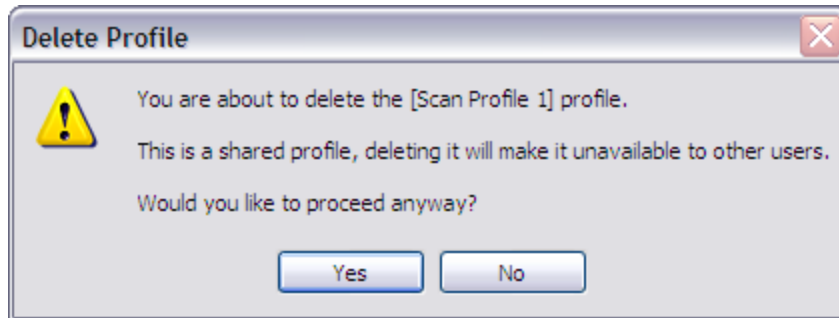 Delete Profile
You are about to delete the [Scan Profile 1] profile.
This is a shared profile, deleting it will make it unavailable to other users.
Would you like to proceed anyway?
Yes
No